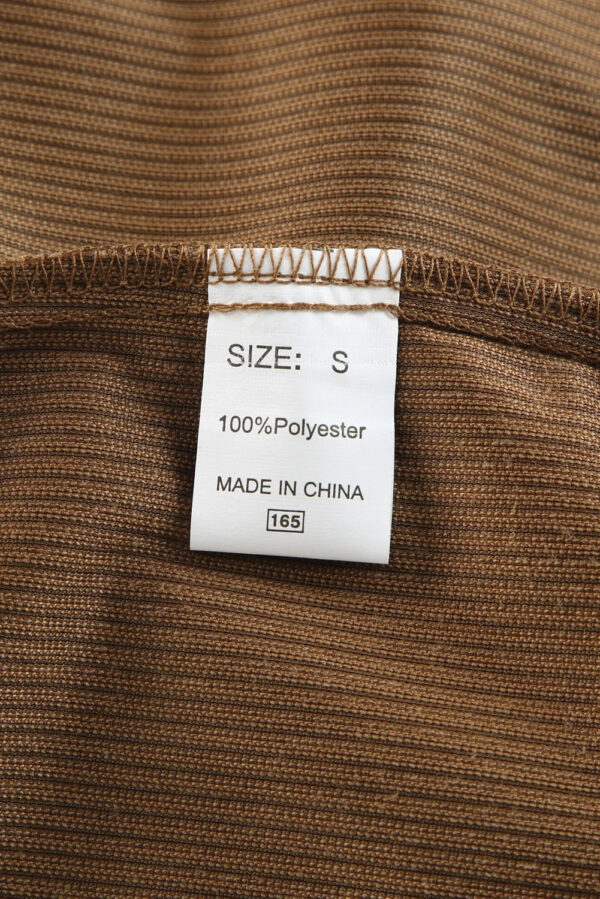 SIZE: S
100%Polyester
MADE IN CHINA
165